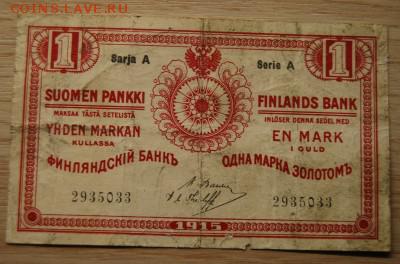 COINS.LAVE.RU
1 Sarja A Serie A 1
SUOMEN PANKKI
MAKSAA TÄSTÄ SETELISTÄ
YHDEN MARKAN
KULLASSA
ФИНЛЯНДСКІЙ БАНКЪ
FINLANDS BANK
INLÖSER DENNA SEDEL MED
EN MARK
I GULD
ОДНА МАРКА ЗОЛОТОМЪ
2935033 2935033
1915